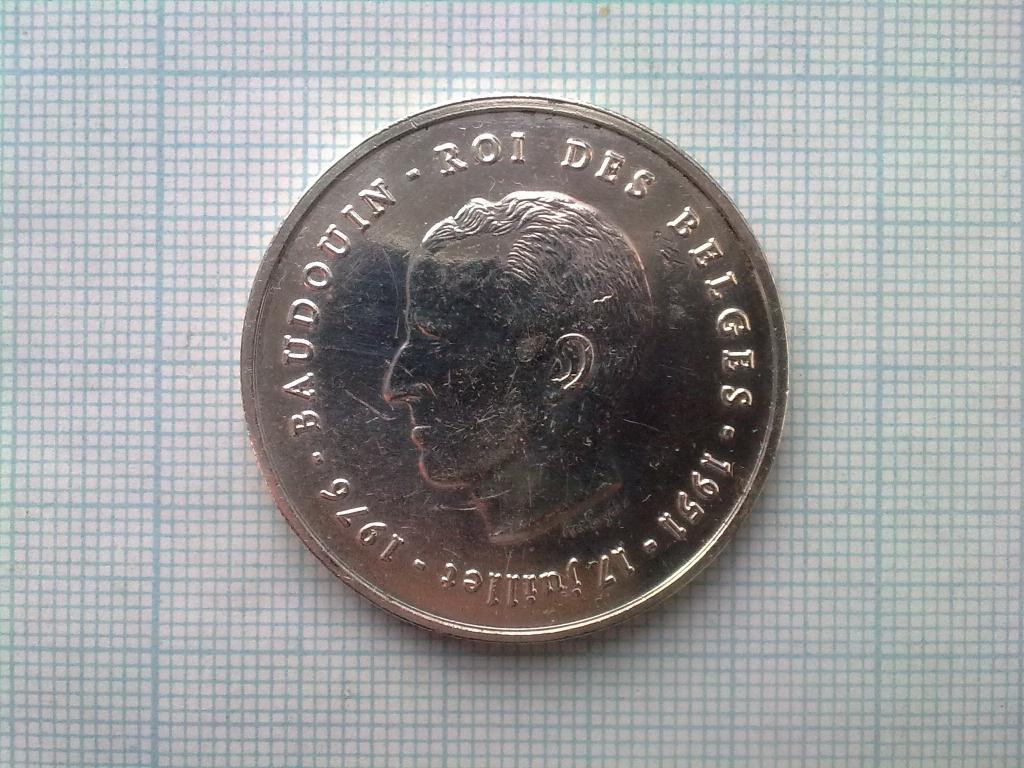 BAUDOUIN - ROI DES BELGES - 1951 - 17 juillet - 1976 -